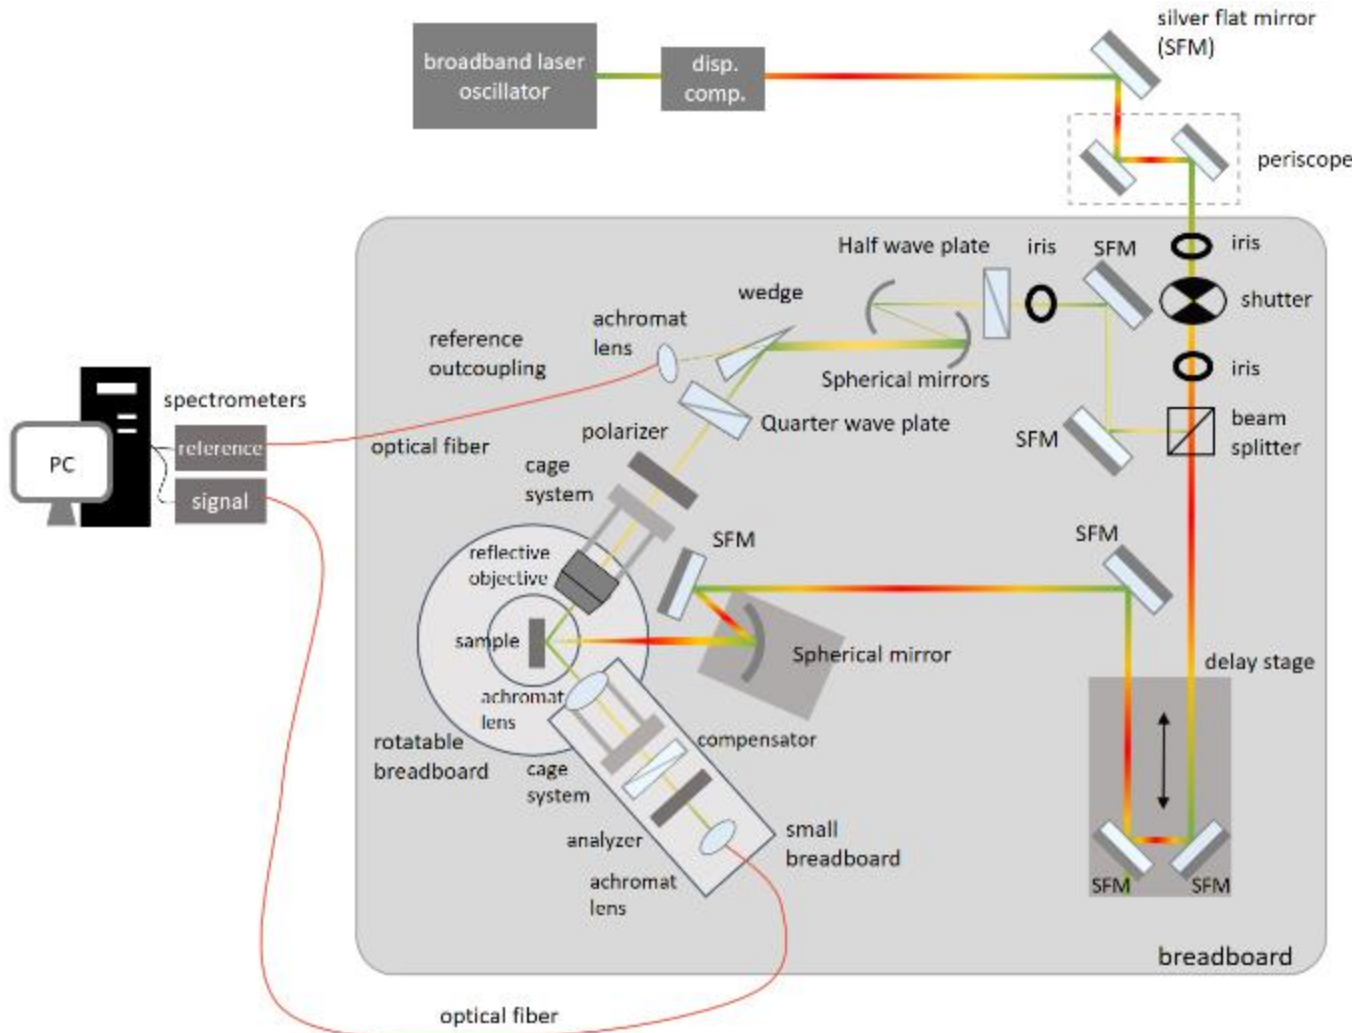 silver flat mirror
(SFM)
broadband laser
oscillator
disp.
comp.
periscope
Half wave plate
iris
SFM
iris
wedge
shutter
achromat
lens
reference
outcoupling
Spherical mirrors
iris
spectrometers
polarizer
Quarter wave plate
SFM
beam
splitter
reference
optical fiber
PC
cage
system
signal
SFM
SFM
reflective
objective
sample
Spherical mirror
delay stage
achromat
lens
rotatable
breadboard
compensator
cage
system
analyzer
small
breadboard
achromat
lens
SFM
SFM
breadboard
optical fiber